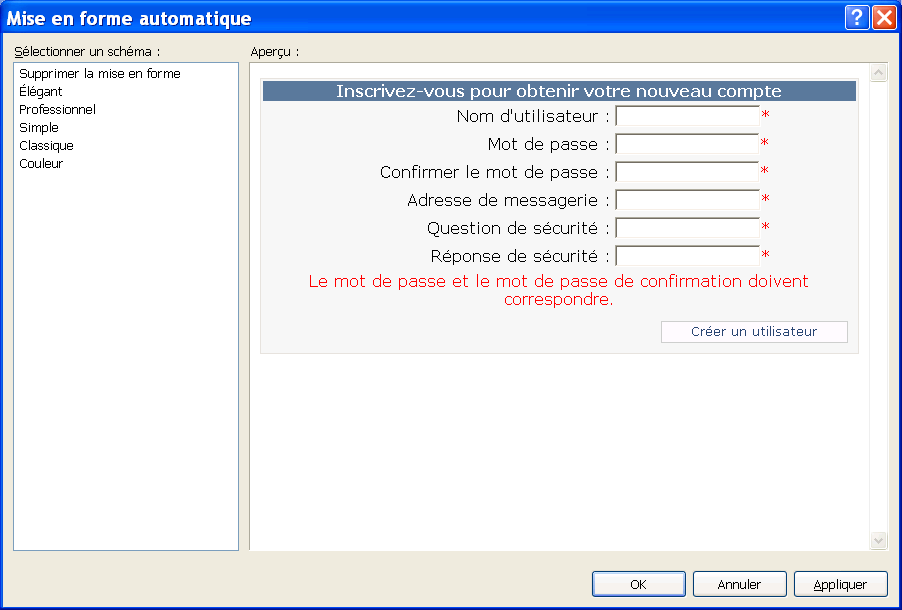 Mise en forme automatique
?
Sélectionner un schéma :
Aperçu :
Supprimer la mise en forme
Élégant
Professionnel
Simple
Classique
Couleur
Inscrivez-vous pour obtenir votre nouveau compte
Nom d'utilisateur : *
Mot de passe : *
Confirmer le mot de passe : *
Adresse de messagerie : *
Question de sécurité : *
Réponse de sécurité : *
Le mot de passe et le mot de passe de confirmation doivent
correspondre.
Créer un utilisateur
OK
Annuler
Appliquer